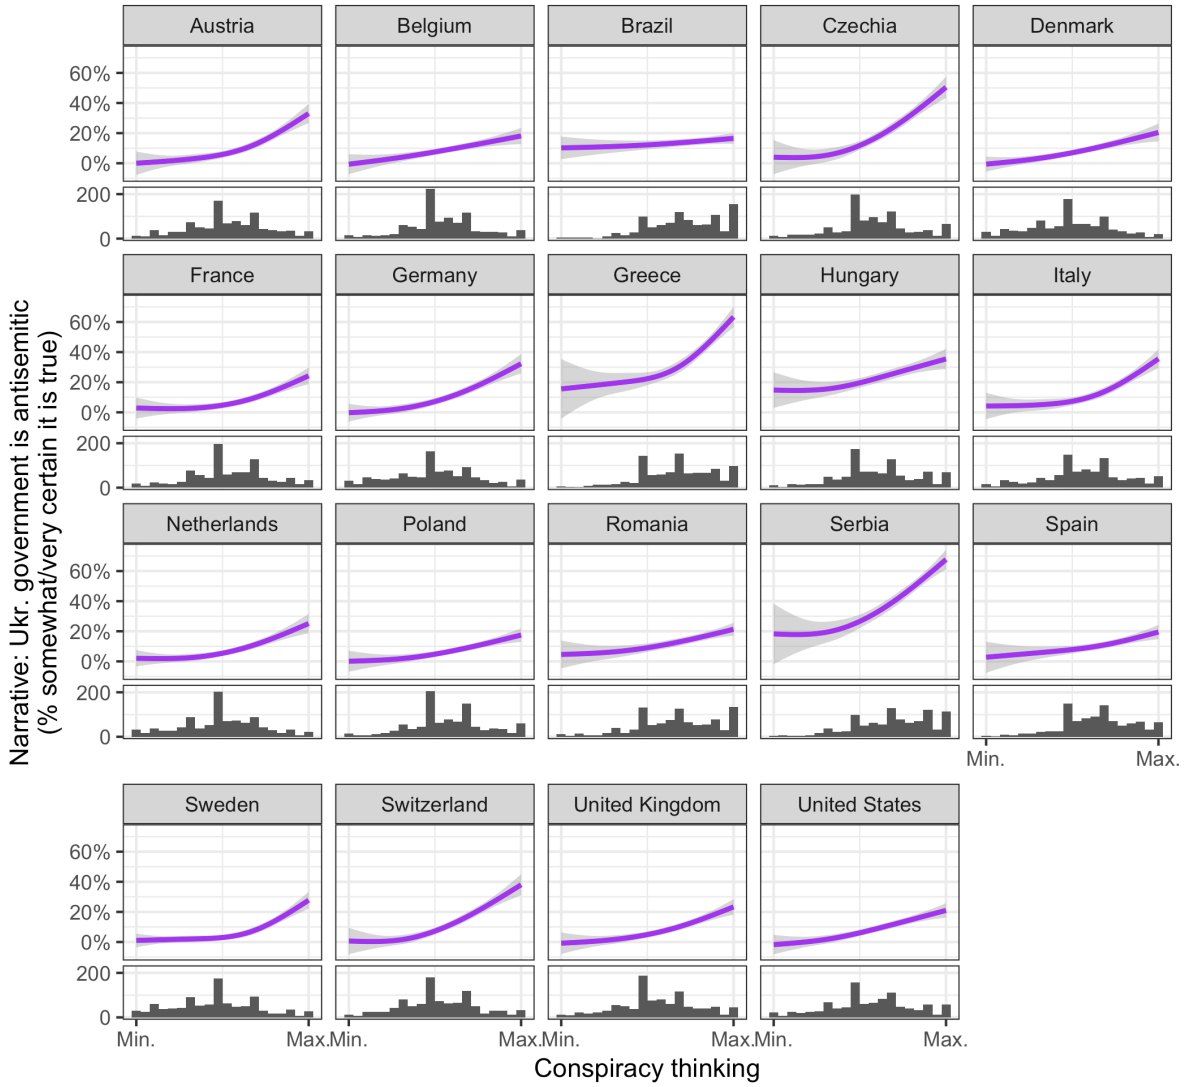 Austria Belgium Brazil Czechia Denmark
60%
40%
20%
0%
200
0
France Germany Greece Hungary Italy
60%
40%
20%
0%
200
0
Netherlands Poland Romania Serbia Spain
60%
40%
20%
0%
200
0
Min. Max.
Sweden Switzerland United Kingdom United States
60%
40%
20%
0%
200
0
Min. Max. Min. Max. Min. Max. Min. Max.
Conspiracy thinking
Narrative: Ukr. government is antisemitic
(% somewhat/very certain it is true)